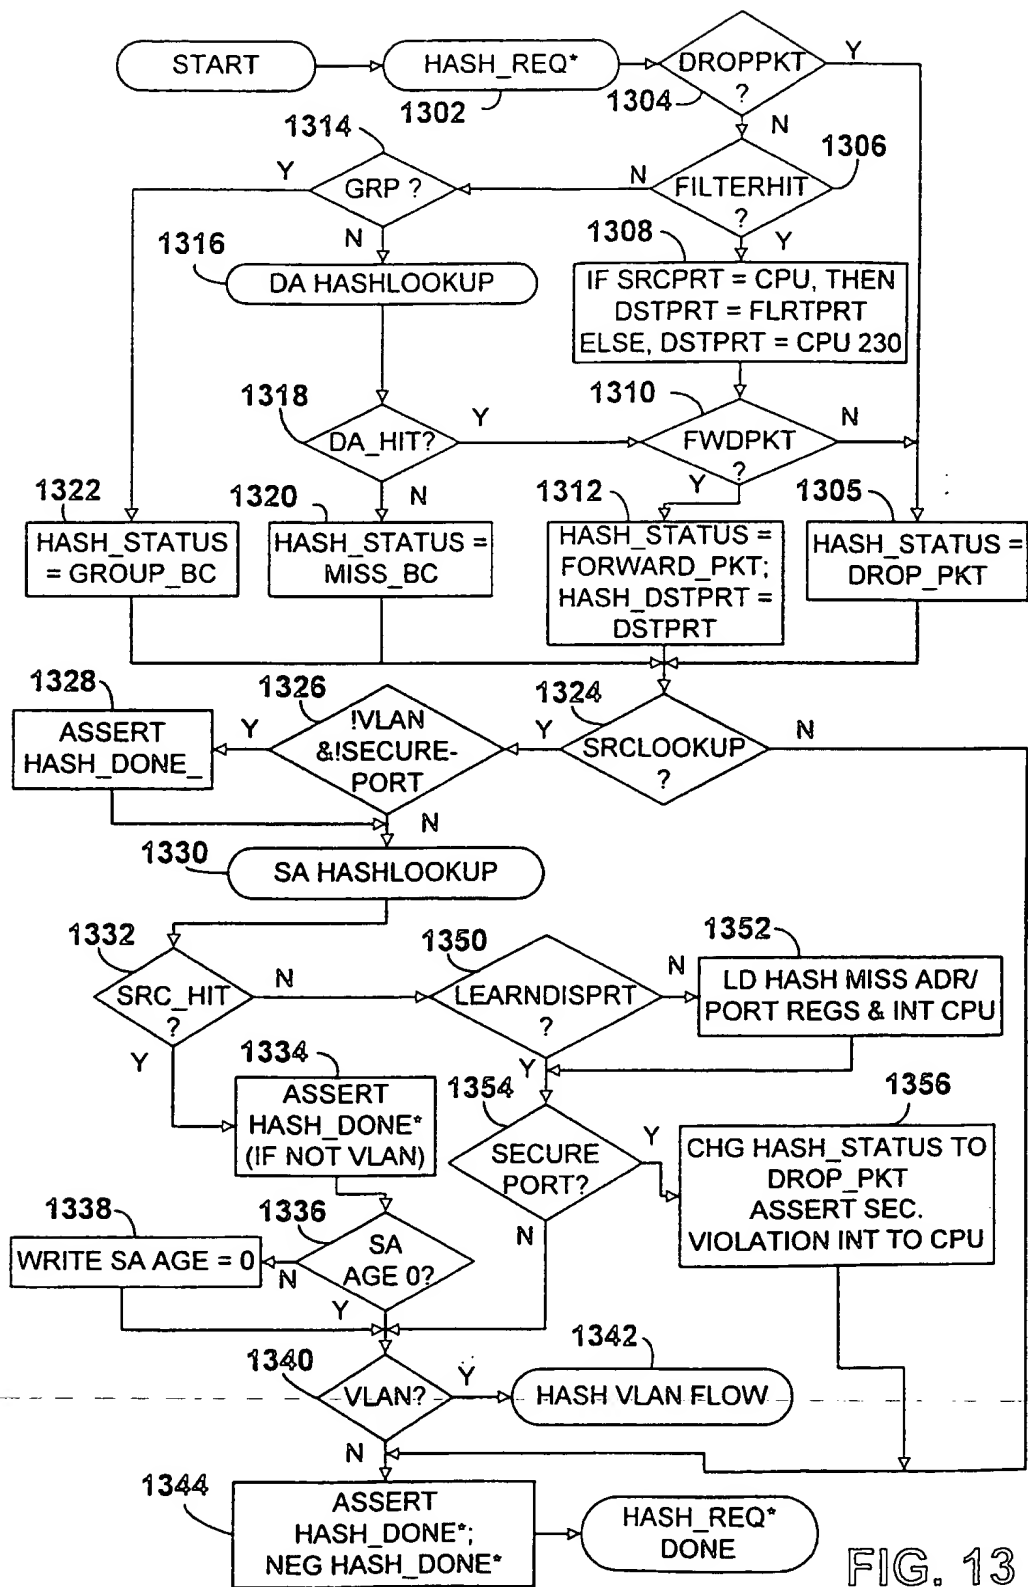 START
HASH_REQ*
1302
DROPPKT
?
1304
Y
N
1314
GRP ?
Y
N
FILTERHIT
?
1306
N
Y
1316
DA HASHLOOKUP
1308
IF SRCPRT = CPU, THEN
DSTPRT = FLRTPRT
ELSE, DSTPRT = CPU 230
1318
DA_HIT?
Y
N
1310
FWDPKT
?
N
Y
1322
HASH_STATUS
= GROUP_BC
1320
HASH_STATUS =
MISS_BC
1312
HASH_STATUS =
FORWARD_PKT;
HASH_DSTPRT =
DSTPRT
1305
HASH_STATUS =
DROP_PKT
1328
ASSERT
HASH_DONE_
1326
!VLAN
&!SECURE-
PORT
Y
N
1324
SRCLOOKUP
?
Y
N
1330
SA HASHLOOKUP
1332
SRC_HIT
?
N
Y
1350
LEARNDISPRT
?
N
Y
1352
LD HASH MISS ADR/
PORT REGS & INT CPU
1334
ASSERT
HASH_DONE*
(IF NOT VLAN)
1354
SECURE
PORT?
Y
N
1356
CHG HASH_STATUS TO
DROP_PKT
ASSERT SEC.
VIOLATION INT TO CPU
1338
WRITE SA AGE = 0
1336
SA
AGE 0?
N
Y
1340
VLAN?
Y
N
1342
HASH VLAN FLOW
1344
ASSERT
HASH_DONE*;
NEG HASH_DONE*
HASH_REQ*
DONE
FIG. 13